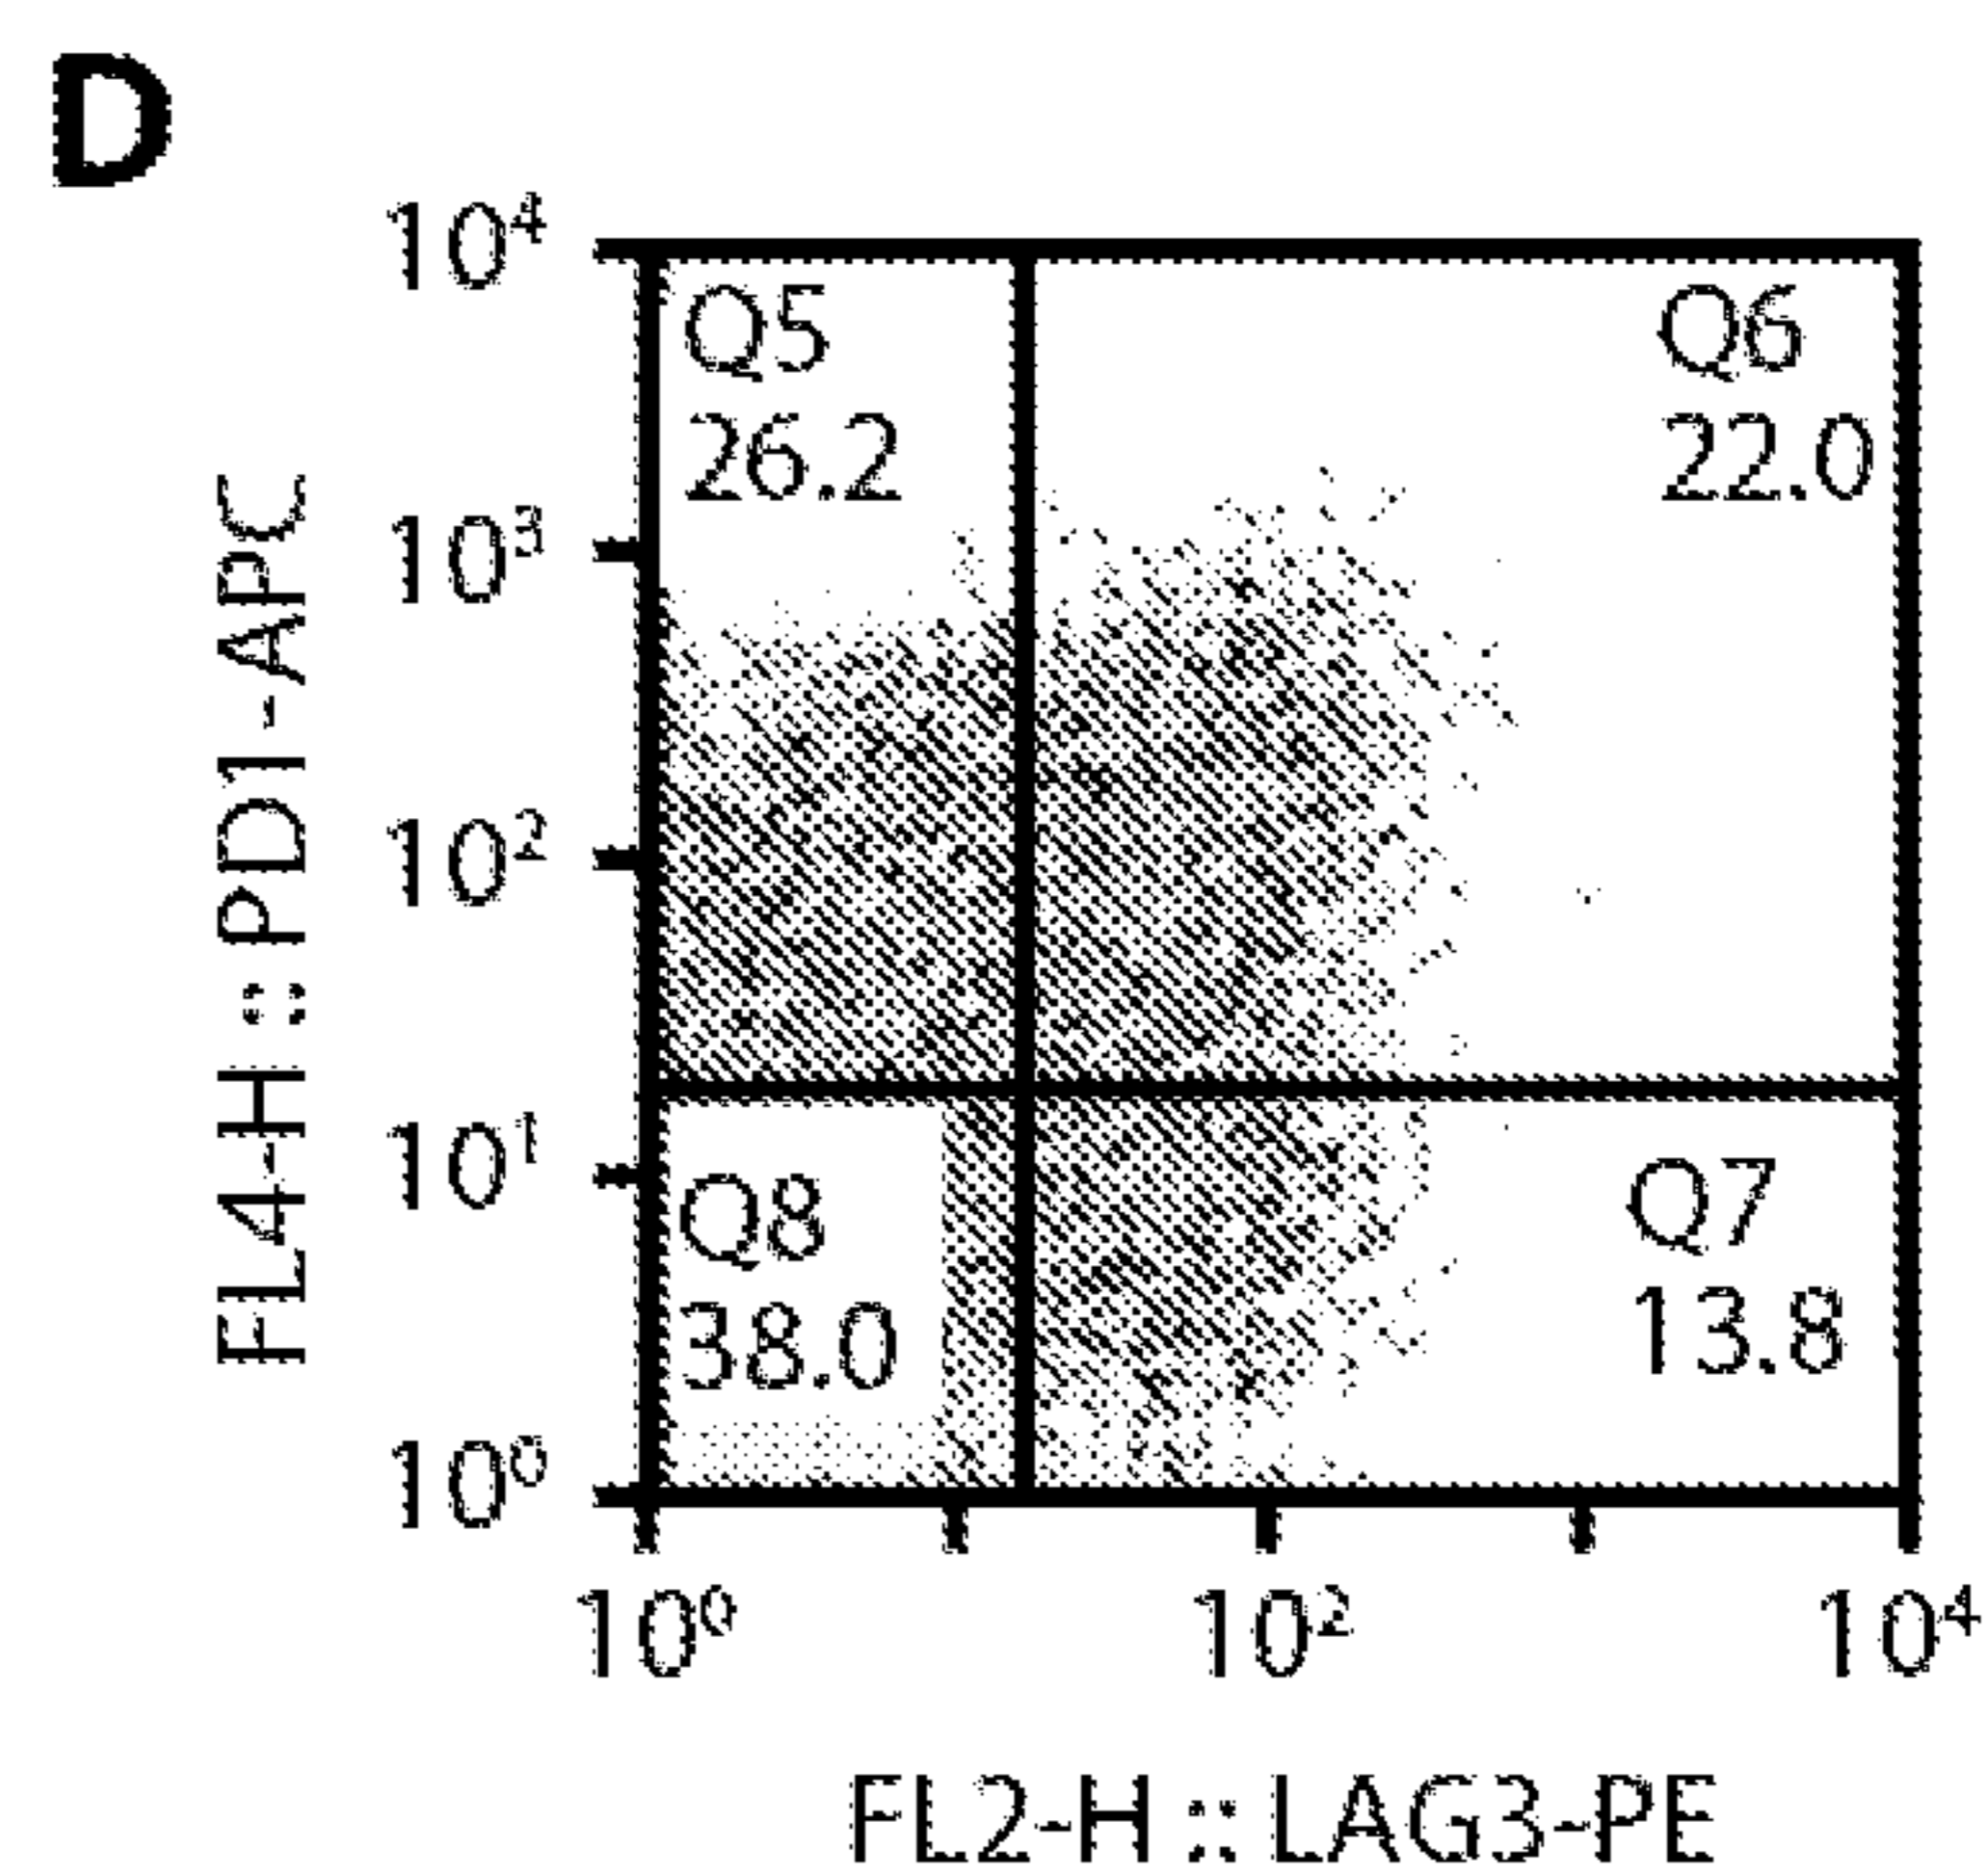 D
10⁴
Q5
26.2
Q6
22.0
10³
10²
10¹
10⁰
FL4-H :: PD1-APC
Q8
38.0
Q7
13.8
10⁰
10²
10⁴
FL2-H :: LAG3-PE